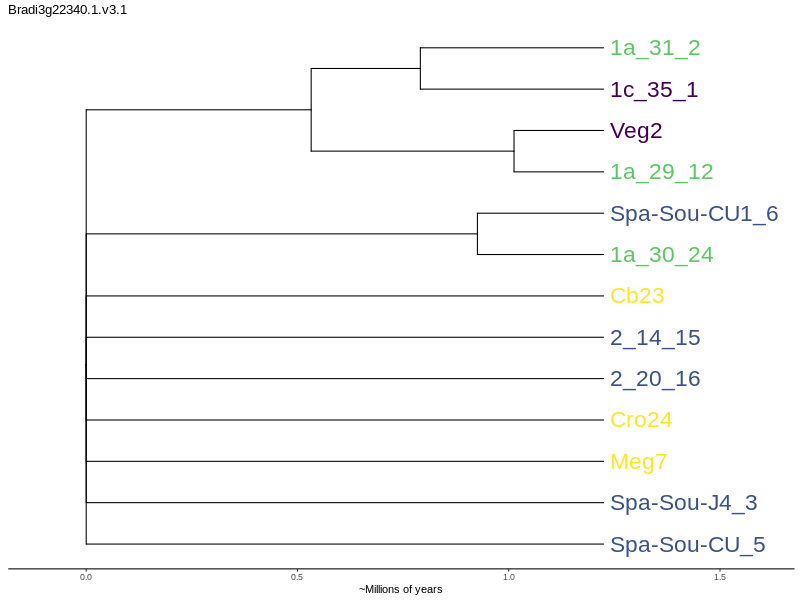 Bradi3g22340.1.v3.1
1a_31_2
1c_35_1
Veg2
1a_29_12
Spa-Sou-CU1_6
1a_30_24
Cb23
2_14_15
2_20_16
Cro24
Meg7
Spa-Sou-J4_3
Spa-Sou-CU_5
0.0 0.5 1.0 1.5
~Millions of years